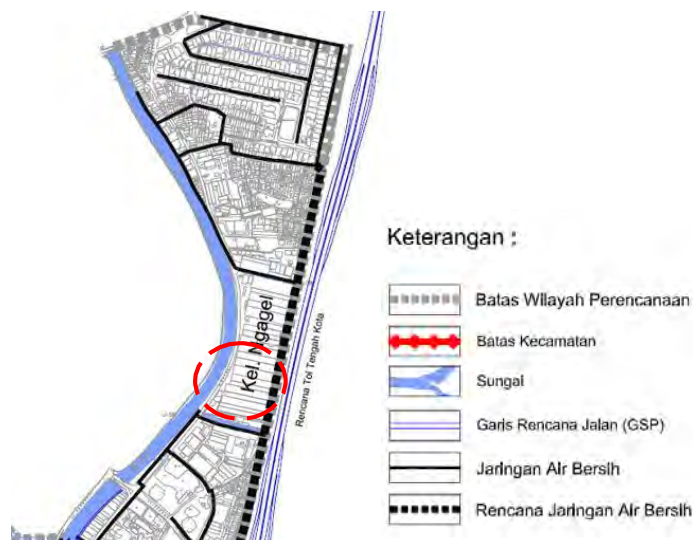 Kel. Ngagel
Rencana Tol Tengah Kota
Keterangan :
Batas Wilayah Perencanaan
Batas Kecamatan
Sungai
Garis Rencana Jalan (GSP)
Jaringan Air Bersih
Rencana Jaringan Air Bersih